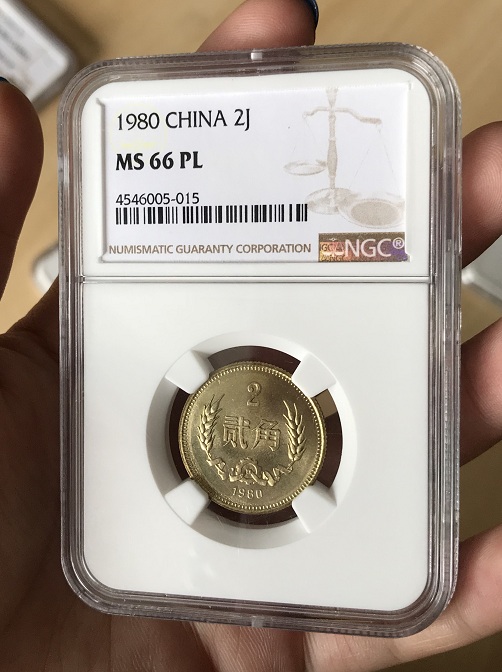 1980 CHINA 2J
MS 66 PL
4546005-015
NUMISMATIC GUARANTY CORPORATION
NGC®
2
贰角
1980